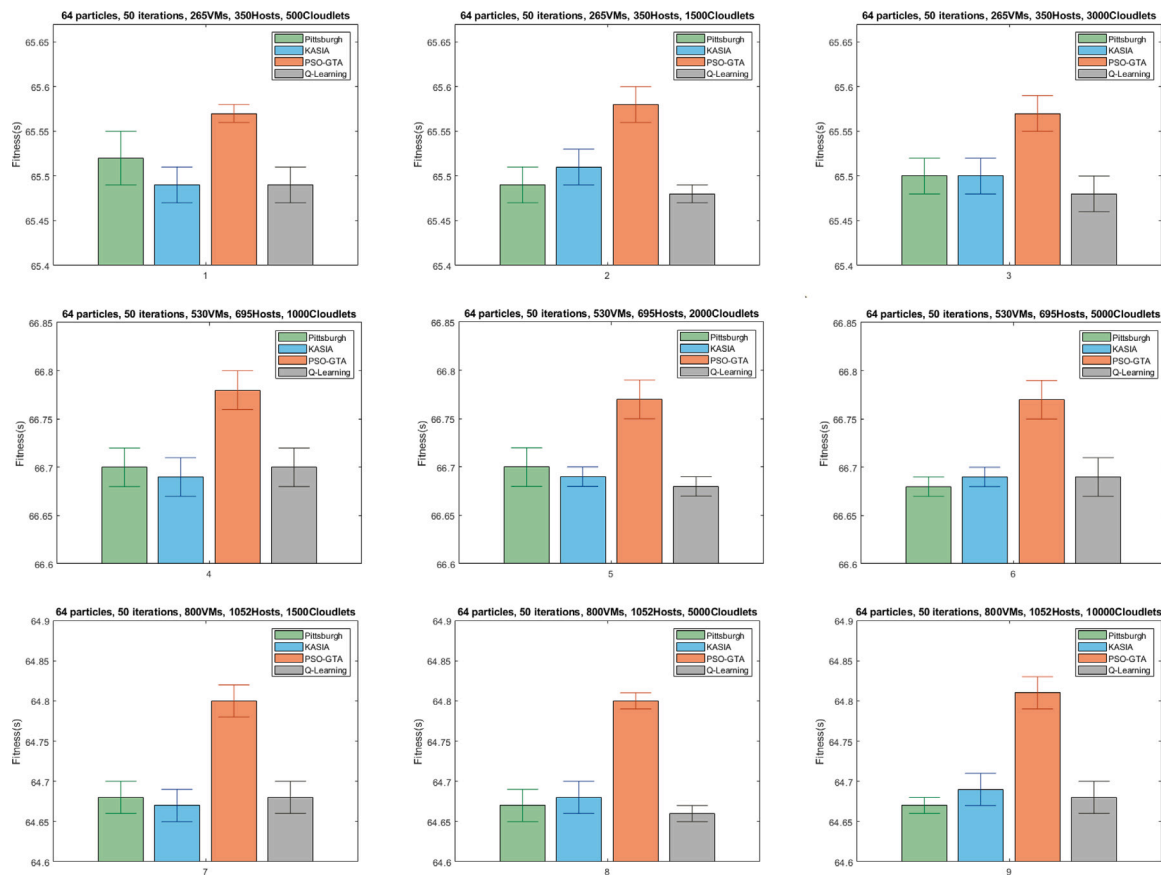 64 particles, 50 iterations, 265VMs, 350Hosts, 500Cloudlets
65.65
65.6
65.55
65.5
65.45
65.4
Fitness(s)
Pittsburgh
KASIA
PSO-GTA
Q-Learning
1
64 particles, 50 iterations, 265VMs, 350Hosts, 1500Cloudlets
65.65
65.6
65.55
65.5
65.45
65.4
Fitness(s)
Pittsburgh
KASIA
PSO-GTA
Q-Learning
2
64 particles, 50 iterations, 265VMs, 350Hosts, 3000Cloudlets
65.65
65.6
65.55
65.5
65.45
65.4
Fitness(s)
Pittsburgh
KASIA
PSO-GTA
Q-Learning
3
64 particles, 50 iterations, 530VMs, 695Hosts, 1000Cloudlets
66.85
66.8
66.75
66.7
66.65
66.6
Fitness(s)
Pittsburgh
KASIA
PSO-GTA
Q-Learning
4
64 particles, 50 iterations, 530VMs, 695Hosts, 2000Cloudlets
66.85
66.8
66.75
66.7
66.65
66.6
Fitness(s)
Pittsburgh
KASIA
PSO-GTA
Q-Learning
5
64 particles, 50 iterations, 530VMs, 695Hosts, 5000Cloudlets
66.85
66.8
66.75
66.7
66.65
66.6
Fitness(s)
Pittsburgh
KASIA
PSO-GTA
Q-Learning
6
64 particles, 50 iterations, 800VMs, 1052Hosts, 1500Cloudlets
64.9
64.85
64.8
64.75
64.7
64.65
64.6
Fitness(s)
Pittsburgh
KASIA
PSO-GTA
Q-Learning
7
64 particles, 50 iterations, 800VMs, 1052Hosts, 5000Cloudlets
64.9
64.85
64.8
64.75
64.7
64.65
64.6
Fitness(s)
Pittsburgh
KASIA
PSO-GTA
Q-Learning
8
64 particles, 50 iterations, 800VMs, 1052Hosts, 10000Cloudlets
64.9
64.85
64.8
64.75
64.7
64.65
64.6
Fitness(s)
Pittsburgh
KASIA
PSO-GTA
Q-Learning
9